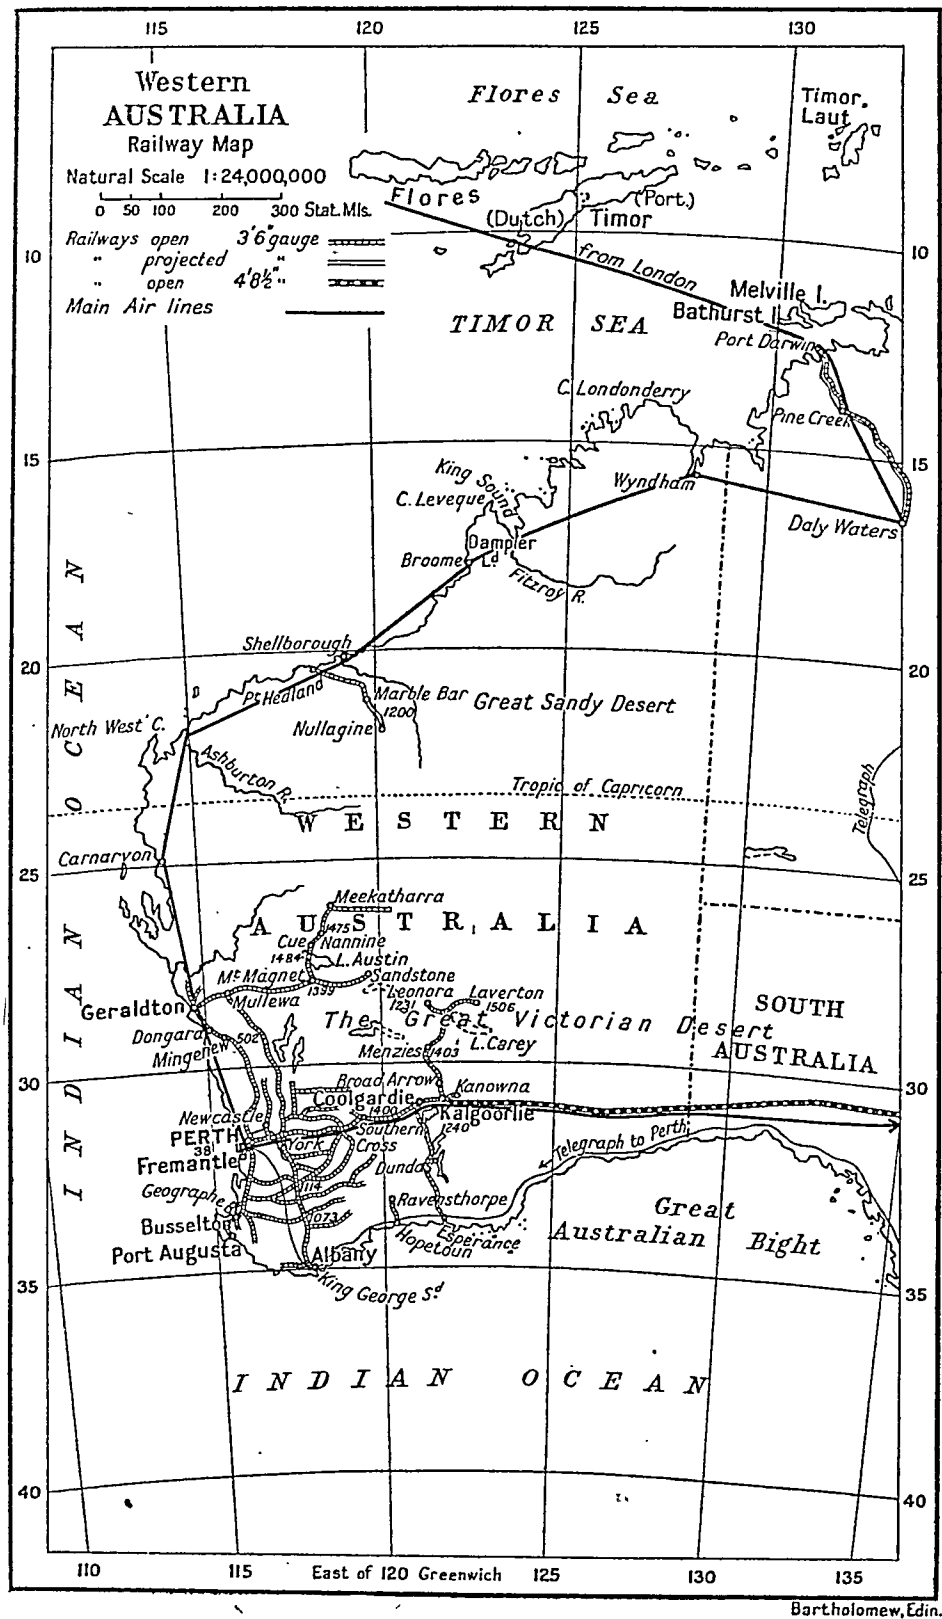 115 120 125 130
Western
AUSTRALIA
Railway Map
Natural Scale 1:24,000,000
0 50 100 200 300 Stat. Mls.
Railways open 3'6" gauge
" projected "
" open 4'8½" "
Main Air lines
Flores Sea
Timor
Laut
Flores
(Dutch) Timor
(Port.)
10 10
from London
Melville I.
Bathurst I.
TIMOR SEA
Port Darwin
C. Londonderry
Pine Creek
15 15
King Sound
Wyndham
C. Leveque
Daly Waters
Dampier
Ld
Broome
Fitzroy R.
Shellborough
20 20
Pt Hedland
Marble Bar
1200
Great Sandy Desert
Nullagine
North West C.
Ashburton R.
Tropic of Capricorn
Telegraph
WESTERN
Carnarvon
25 25
Meekatharra
AUSTRALIA
1475
Cue Nannine
1484
L. Austin
Mt Magnet
1399
Sandstone
Mullewa
Leonora
1231
Laverton
1506
Geraldton
The Great Victorian Desert
SOUTH
AUSTRALIA
Dongara
502
Mingenew
L. Carey
Menzies 1403
30 30
Broad Arrow
Kanowna
Coolgardie
1400
Kalgoorlie
1240
Newcastle
PERTH
38
York
Southern
Cross
Telegraph to Perth
Fremantle
Dundas
Geographe
1114
Ravensthorpe
Great
Australian Bight
Busselton
1073
Hopetoun
Esperance
Port Augusta
Albany
King George Sd
35 35
INDIAN OCEAN
INDIAN OCEAN
40 40
110 115 East of 120 Greenwich 125 130 135
Bartholomew, Edin.